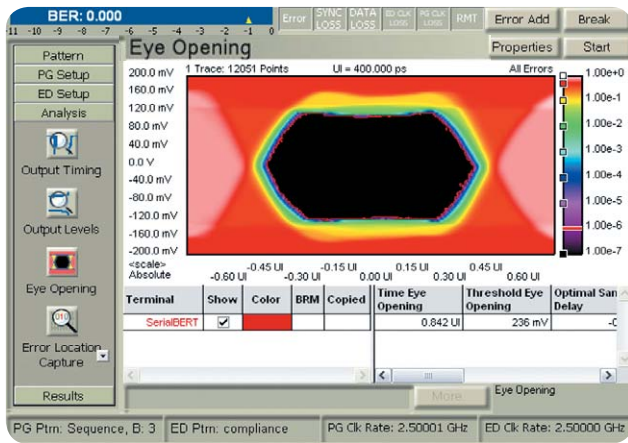 BER: 0.000
-11 -10 -9 -8 -7 -6 -5 -4 -3 -2 -1 0
Error
SYNC LOSS
DATA LOSS
ED CLK LOSS
PG CLK LOSS
RMT
Error Add
Break
Eye Opening
Properties
Start
Pattern
PG Setup
ED Setup
Analysis
Output Timing
Output Levels
Eye Opening
Error Location Capture
Results
1 Trace: 12051 Points
UI = 400.000 ps
All Errors
200.0 mV
160.0 mV
120.0 mV
80.0 mV
40.0 mV
0.0 V
-40.0 mV
-80.0 mV
-120.0 mV
-160.0 mV
-200.0 mV
<scale>
Absolute
1.00e+0
1.00e-1
1.00e-2
1.00e-3
1.00e-4
1.00e-5
1.00e-6
1.00e-7
-0.45 UI -0.15 UI 0.15 UI 0.45 UI
-0.60 UI -0.30 UI 0.00 UI 0.30 UI 0.60 UI
Terminal Show Color BRM Copied Time Eye Opening Threshold Eye Opening Optimal San Delay
SerialBERT 0.842 UI 236 mV -0
More
Eye Opening
PG Ptrn: Sequence, B: 3
ED Ptrn: compliance
PG Clk Rate: 2.50001 GHz
ED Clk Rate: 2.50000 GHz